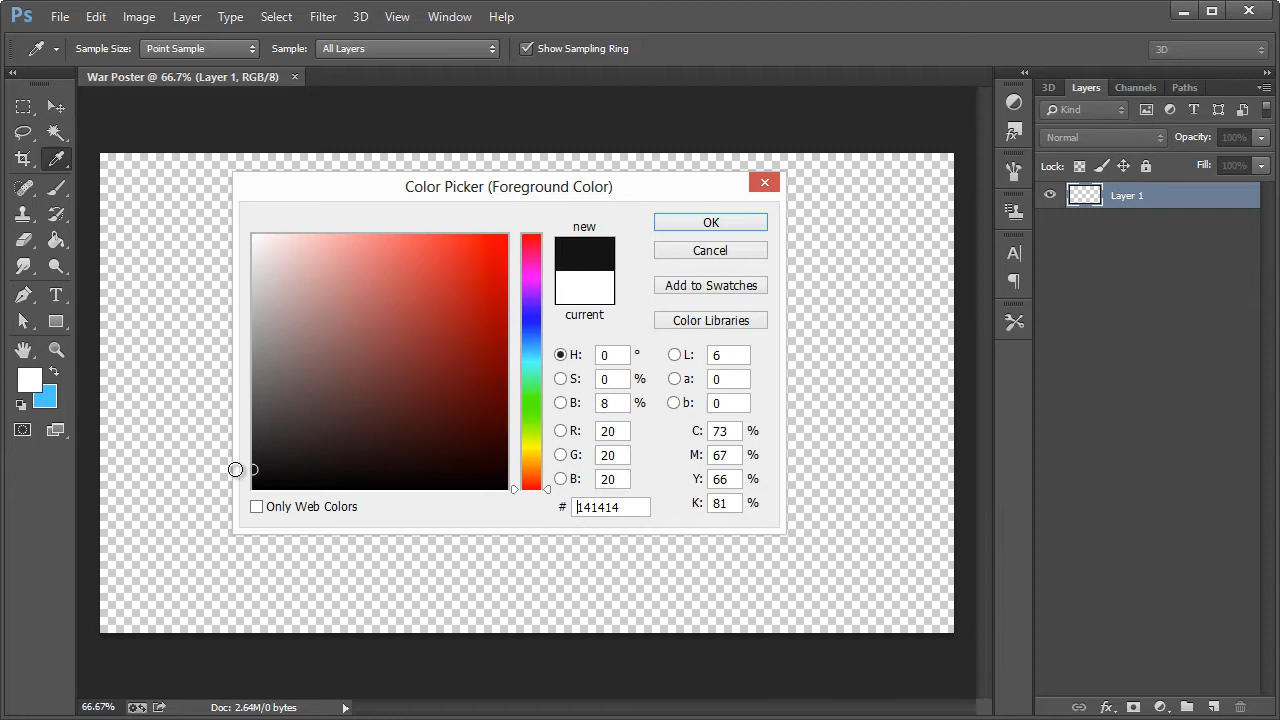 Ps File Edit Image Layer Type Select Filter 3D View Window Help
Sample Size: Point Sample Sample: All Layers Show Sampling Ring 3D
War Poster @ 66.7% (Layer 1, RGB/8) ×
3D Layers Channels Paths
Kind
Normal Opacity: 100%
Lock: Fill: 100%
Layer 1
Color Picker (Foreground Color)
new
current
OK
Cancel
Add to Swatches
Color Libraries
H: 0 ° L: 6
S: 0 % a: 0
B: 8 % b: 0
R: 20 C: 73 %
G: 20 M: 67 %
B: 20 Y: 66 %
# 141414 K: 81 %
Only Web Colors
66.67% Doc: 2.64M/0 bytes